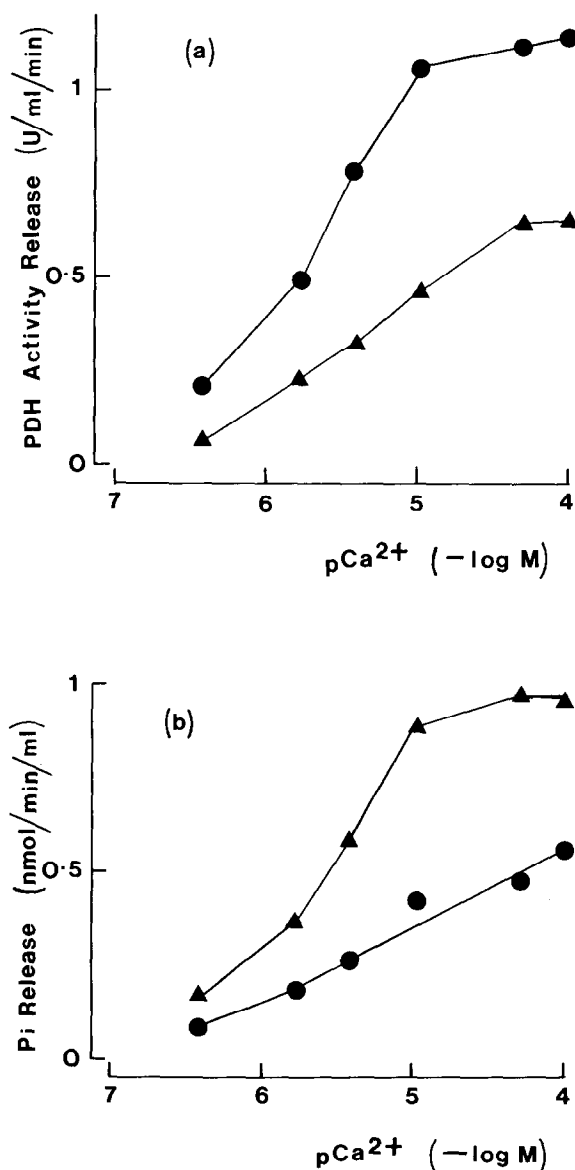 (a)
PDH Activity Release (U/ml/min)
1
0·5
0
7 6 5 4
pCa2+ (−log M)
(b)
Pi Release (nmol/min/ml)
1
0·5
0
7 6 5 4
pCa2+ (−log M)